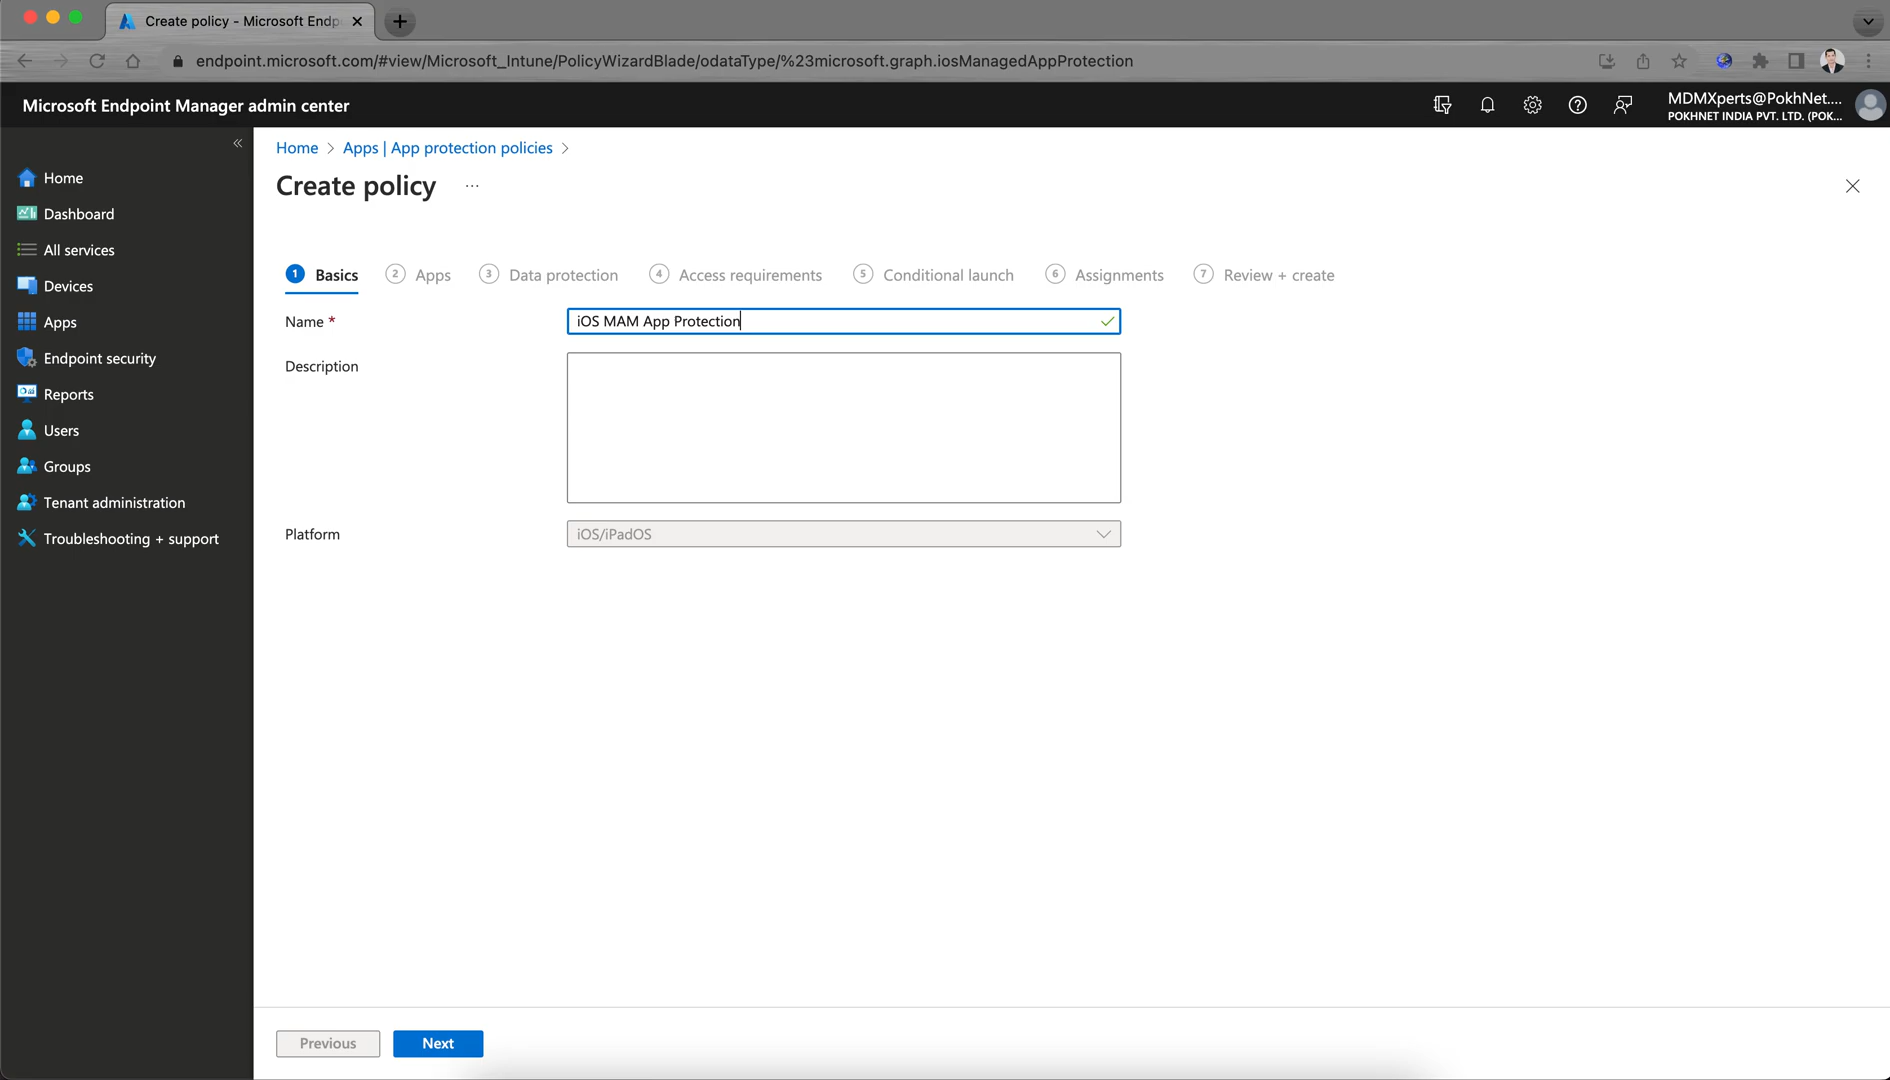 Create policy - Microsoft Endp
endpoint.microsoft.com/#view/Microsoft_Intune/PolicyWizardBlade/odataType/%23microsoft.graph.iosManagedAppProtection
Microsoft Endpoint Manager admin center
MDMXperts@PokhNet....
POKHNET INDIA PVT. LTD. (POK...
Home
Dashboard
All services
Devices
Apps
Endpoint security
Reports
Users
Groups
Tenant administration
Troubleshooting + support
Home > Apps | App protection policies >
Create policy ...
1 Basics 2 Apps 3 Data protection 4 Access requirements 5 Conditional launch 6 Assignments 7 Review + create
Name * iOS MAM App Protection
Description
Platform iOS/iPadOS
Previous Next